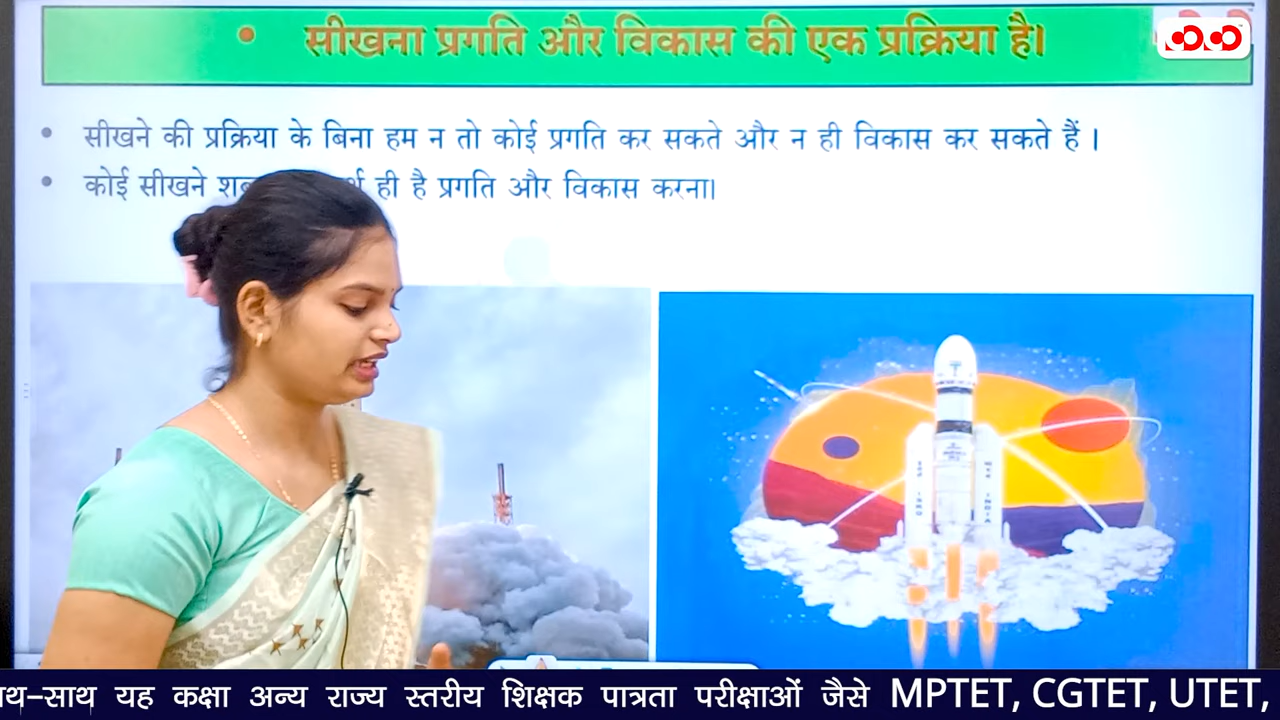 • सीखना प्रगति और विकास की एक प्रक्रिया है।
• सीखने की प्रक्रिया के बिना हम न तो कोई प्रगति कर सकते और न ही विकास कर सकते हैं ।
• कोई सीखने ही है प्रगति और विकास करना।
यह कक्षा अन्य राज्य स्तरीय शिक्षक पात्रता परीक्षाओं जैसे MPTET, CGTET, UTET,